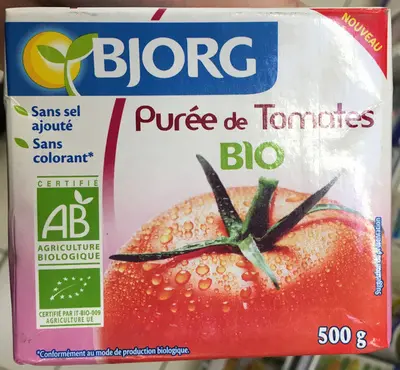 NOUVEAU
BJORG
Sans sel
ajouté
Sans
colorant*
Purée de Tomates
BIO
CERTIFIÉ
AB
AGRICULTURE
BIOLOGIQUE
CERTIFIÉ PAR IT-BIO-009
AGRICULTURE UE
500 g
*Conformément au mode de production biologique.